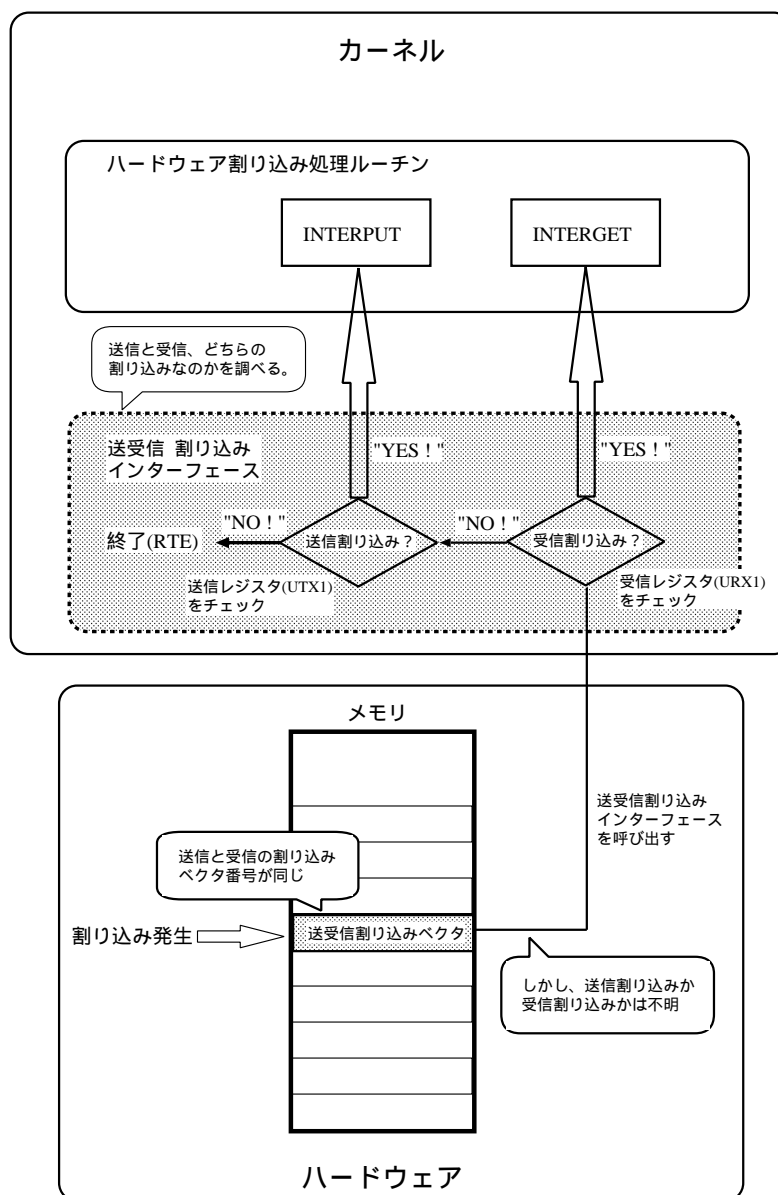 カーネル
ハードウェア割り込み処理ルーチン
INTERPUT
INTERGET
送信と受信、どちらの
割り込みなのかを調べる。
送受信 割り込み
インターフェース
"YES！"
"YES！"
終了(RTE)
"NO！"
送信割り込み？
"NO！"
受信割り込み？
送信レジスタ(UTX1)
をチェック
受信レジスタ(URX1)
をチェック
メモリ
送受信割り込み
インターフェース
を呼び出す
送信と受信の割り込み
ベクタ番号が同じ
割り込み発生
送受信割り込みベクタ
しかし、送信割り込みか
受信割り込みかは不明
ハードウェア